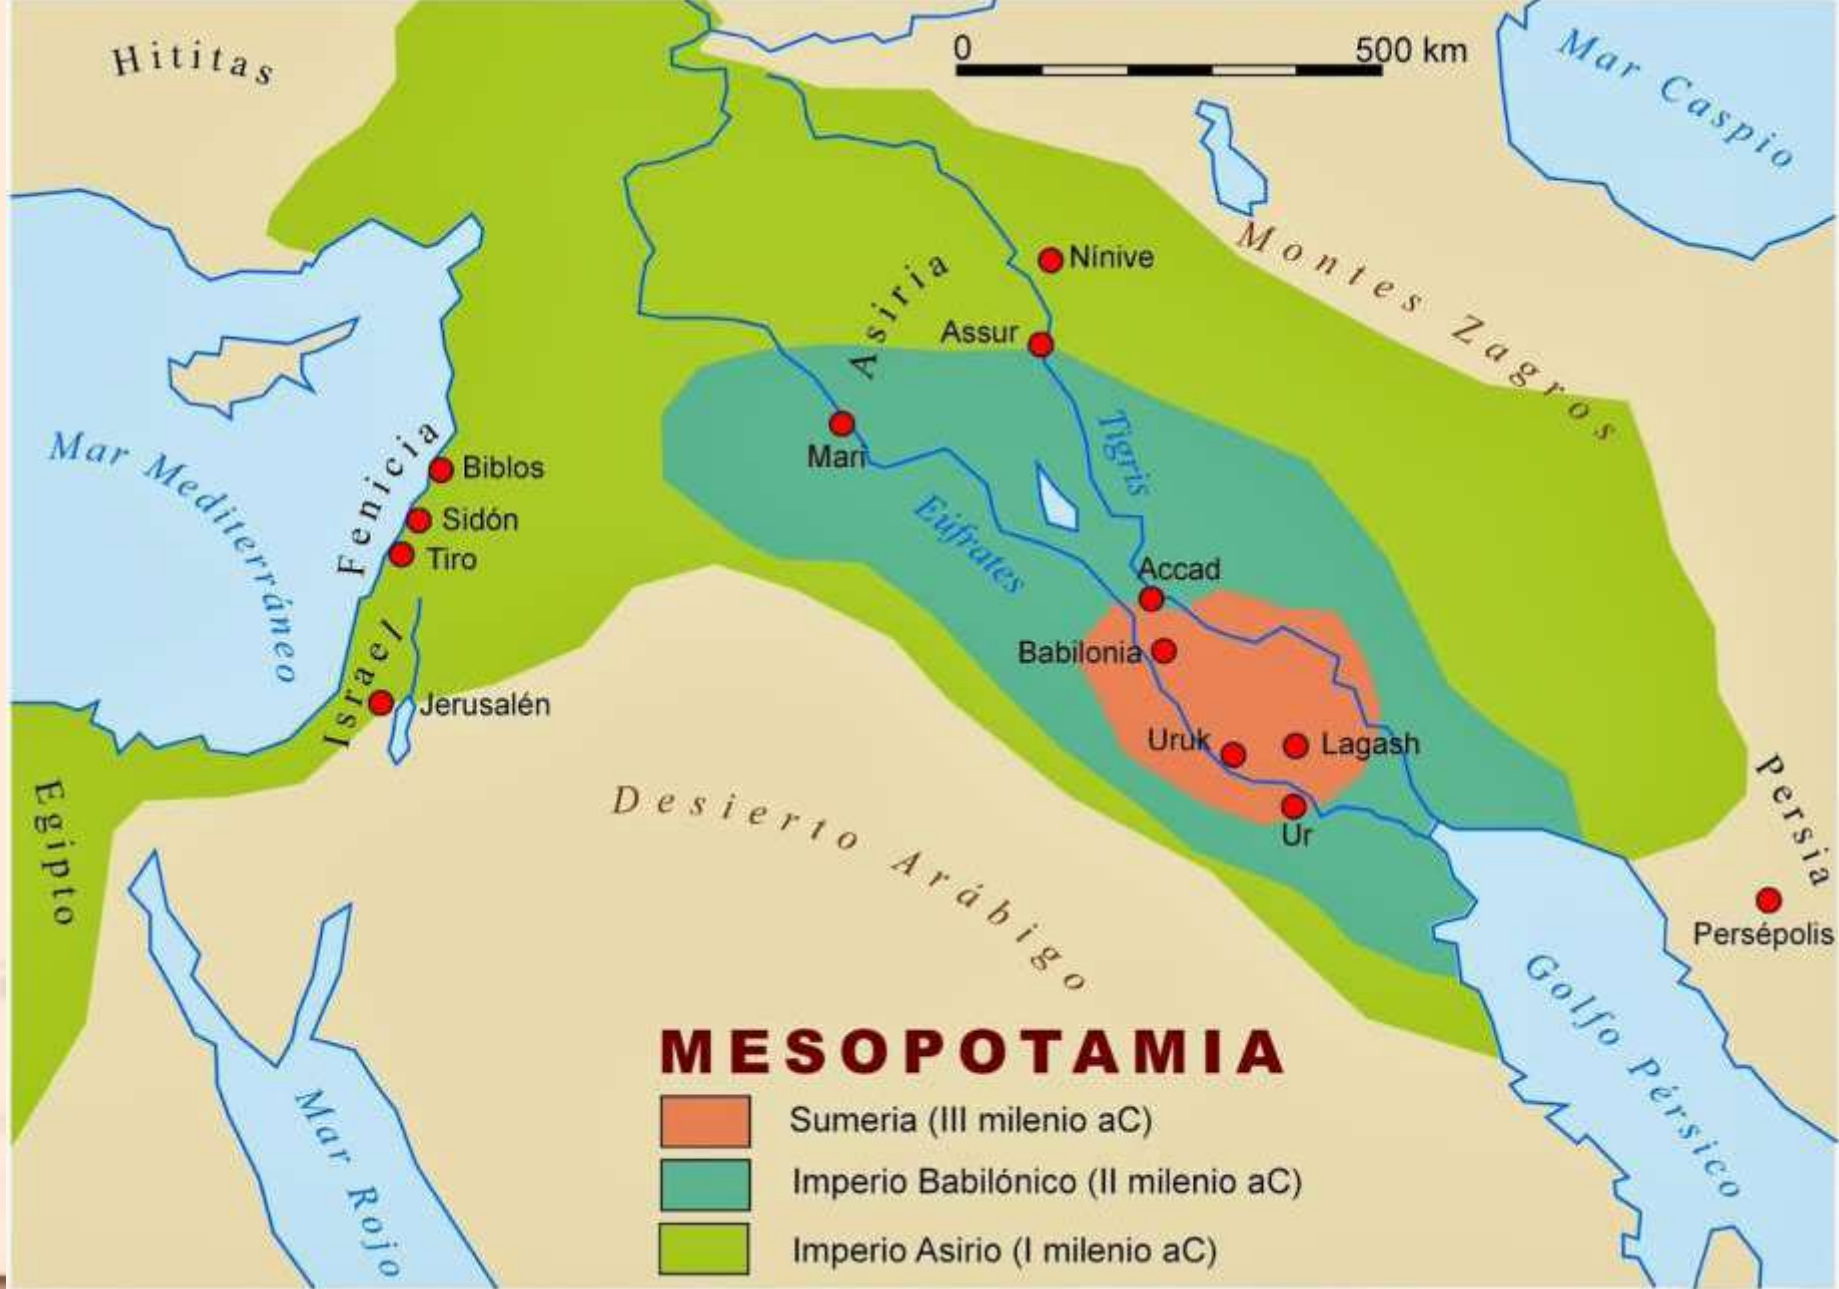 Hititas
0 500 km
Mar Caspio
Montes Zagros
Nínive
Asiria
Assur
Mari
Tigris
Eúfrates
Mar Mediterráneo
Fenicia
Biblos
Sidón
Tiro
Israel
Jerusalén
Accad
Babilonia
Uruk
Lagash
Ur
Egipto
Desierto Arábigo
Persia
Persépolis
Golfo Pérsico
Mar Rojo
MESOPOTAMIA
Sumeria (III milenio aC)
Imperio Babilónico (II milenio aC)
Imperio Asirio (I milenio aC)